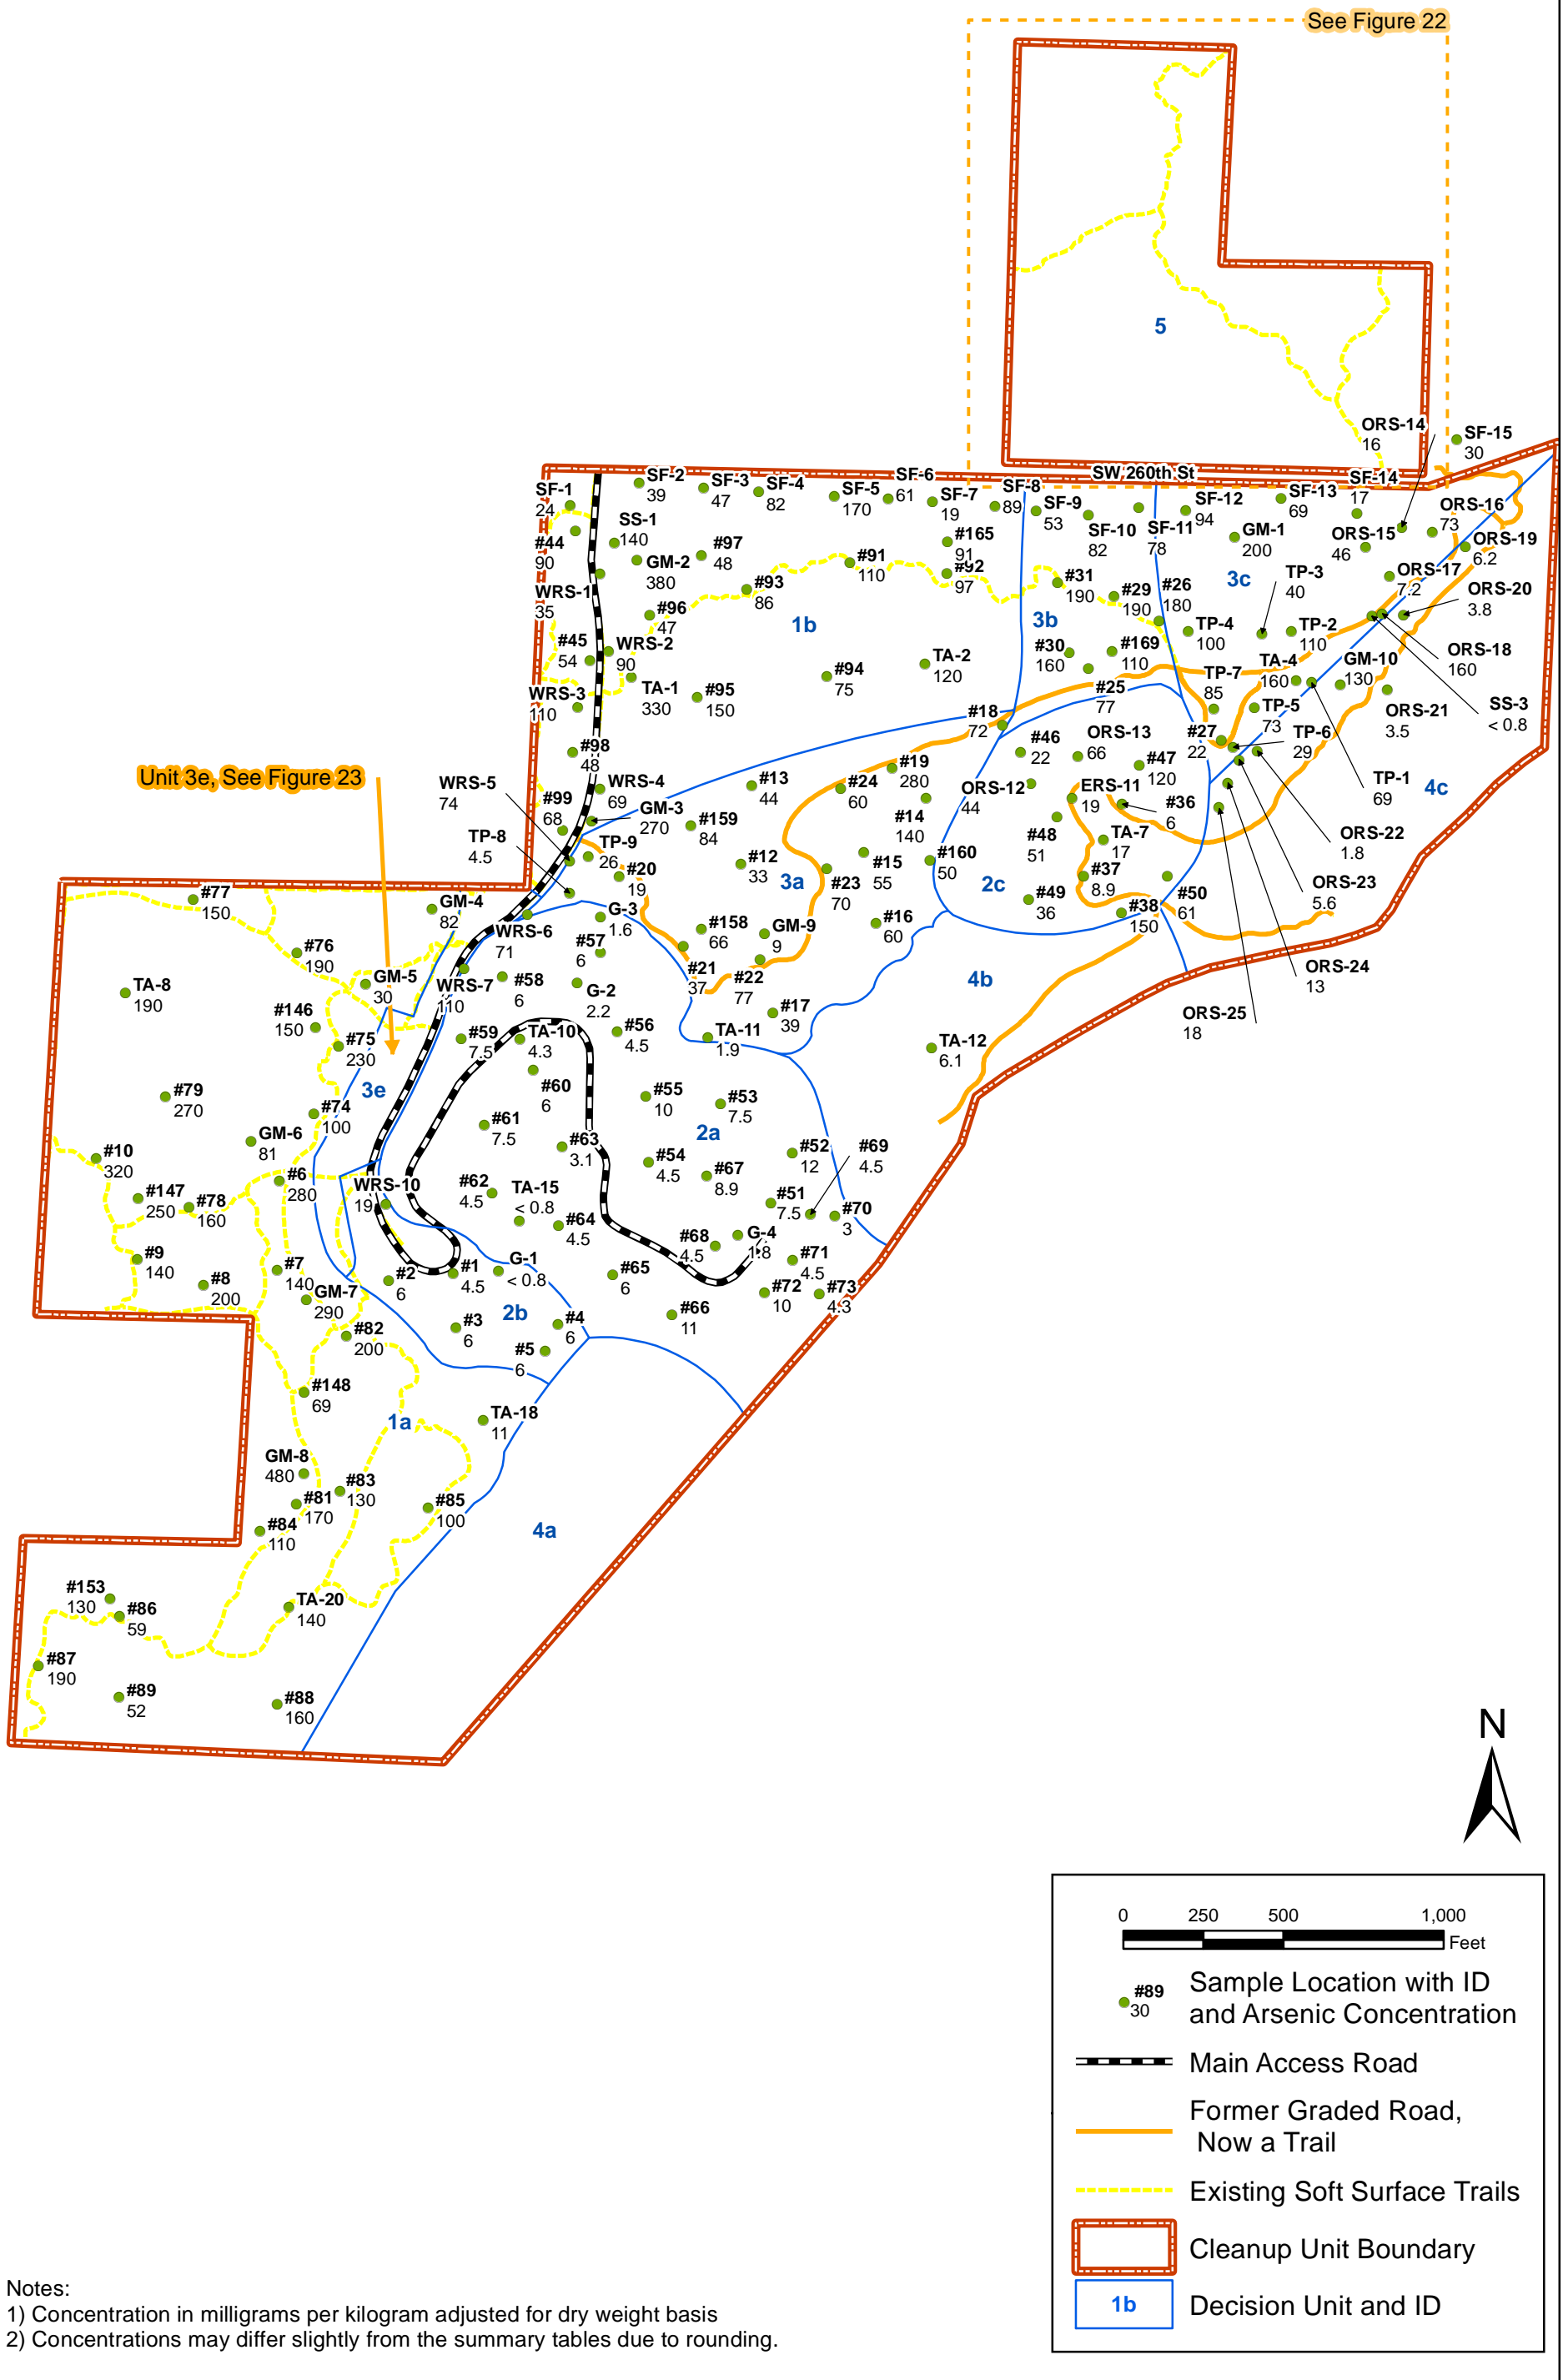 See Figure 22
5
ORS-14
16
SF-15
30
SW 260th St
SF-1
24
SF-2
39
SF-3
47
SF-4
82
SF-5
170
SF-6
61
SF-7
19
SF-8
89
SF-9
53
SF-10
82
SF-11
78
SF-12
94
SF-13
69
SF-14
17
ORS-16
73
ORS-15
46
ORS-19
6.2
#44
90
SS-1
140
GM-2
380
#97
48
#165
91
#91
110
#92
97
GM-1
200
3c
TP-3
40
ORS-17
7.2
ORS-20
3.8
WRS-1
35
#96
47
#93
86
1b
#31
190
#29
190
#26
180
3b
TP-4
100
TP-2
110
ORS-18
160
#45
54
WRS-2
90
TA-1
330
#95
150
#94
75
TA-2
120
#30
160
#169
110
TP-7
85
TA-4
160
GM-10
130
SS-3
< 0.8
WRS-3
110
#25
77
TP-5
73
ORS-21
3.5
#98
48
#18
72
#46
22
ORS-13
66
#27
22
TP-6
29
TP-1
69
4c
Unit 3e, See Figure 23
WRS-5
74
WRS-4
69
#99
68
GM-3
270
#13
44
#24
60
#19
280
#14
140
ORS-12
44
#47
120
ERS-11
19
#36
6
ORS-22
1.8
TP-8
4.5
TP-9
26
#159
84
#20
19
#12
33
3a
#23
70
#15
55
#160
50
2c
#48
51
TA-7
17
#37
8.9
#49
36
#38
150
#50
61
ORS-23
5.6
#77
150
GM-4
82
WRS-6
71
G-3
1.6
#57
6
#158
66
GM-9
9
#16
60
#76
190
TA-8
190
GM-5
30
WRS-7
110
#58
6
G-2
2.2
#21
37
#22
77
4b
ORS-24
13
ORS-25
18
#146
150
#75
230
#59
7.5
TA-10
4.3
#56
4.5
TA-11
1.9
#17
39
TA-12
6.1
#79
270
3e
#60
6
#55
10
#53
7.5
#74
100
#61
7.5
2a
#10
320
GM-6
81
#63
3.1
#54
4.5
#67
8.9
#52
12
#69
4.5
#147
250
#78
160
#6
280
WRS-10
19
#62
4.5
TA-15
< 0.8
#64
4.5
#51
7.5
#70
3
#68
4.5
G-4
1.8
#9
140
#8
200
#7
140
GM-7
290
#2
6
#1
4.5
G-1
< 0.8
#65
6
#71
4.5
#72
10
#73
4.3
#82
200
#3
6
2b
#4
6
#66
11
#5
6
#148
69
1a
TA-18
11
GM-8
480
#81
170
#83
130
#85
100
#84
110
4a
#153
130
#86
59
TA-20
140
#87
190
#89
52
#88
160
N
0 250 500 1,000
Feet
#89
30
Sample Location with ID
and Arsenic Concentration
Main Access Road
Former Graded Road,
Now a Trail
Existing Soft Surface Trails
Cleanup Unit Boundary
1b
Decision Unit and ID
Notes:
1) Concentration in milligrams per kilogram adjusted for dry weight basis
2) Concentrations may differ slightly from the summary tables due to rounding.